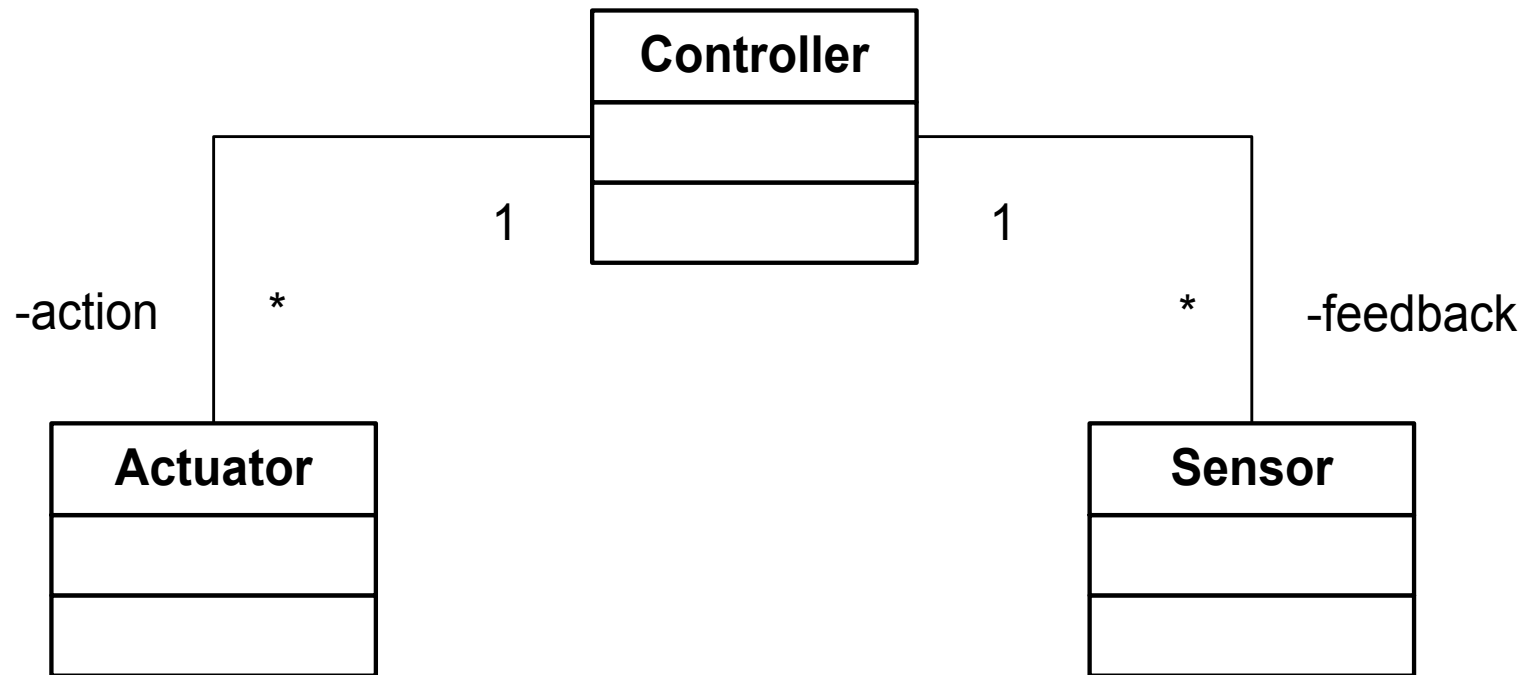 Controller
1
1
-action
*
*
-feedback
Actuator
Sensor